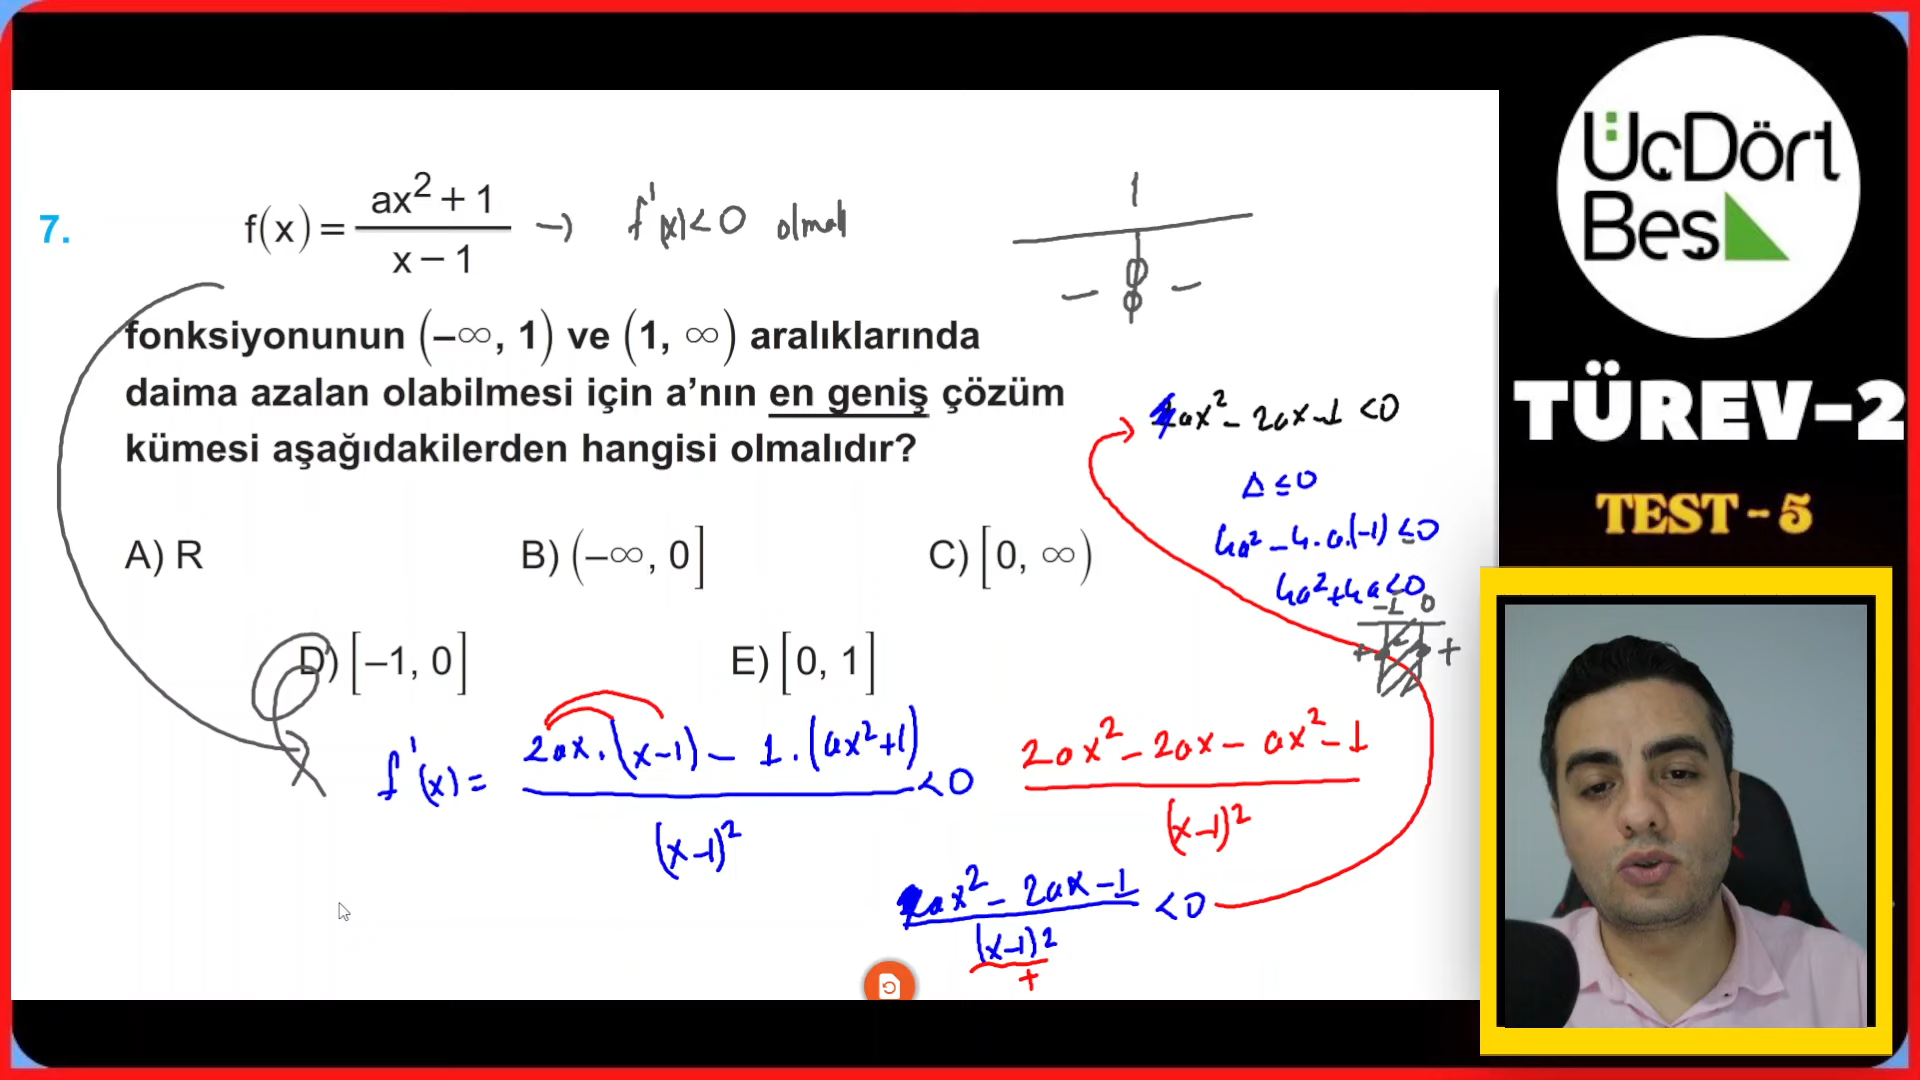 7. f(x) = ax² + 1 / x – 1 → f'(x) < 0 olmalı
1
– –
fonksiyonunun (–∞, 1) ve (1, ∞) aralıklarında
daima azalan olabilmesi için a’nın en geniş çözüm
kümesi aşağıdakilerden hangisi olmalıdır?
A) R B) (–∞, 0] C) [0, ∞)
D) [–1, 0] E) [0, 1]
ax² – 2ax – 1 < 0
Δ ≤ 0
4a² – 4.a.(–1) ≤ 0
4a² + 4a < 0
–1 0
+ – +
f'(x) = 2ax.(x–1) – 1.(ax²+1) / (x–1)² < 0
2ax² – 2ax – ax² – 1 / (x–1)²
ax² – 2ax – 1 / (x–1)² < 0
+
ÜçDört
Beş
TÜREV-2
TEST - 5